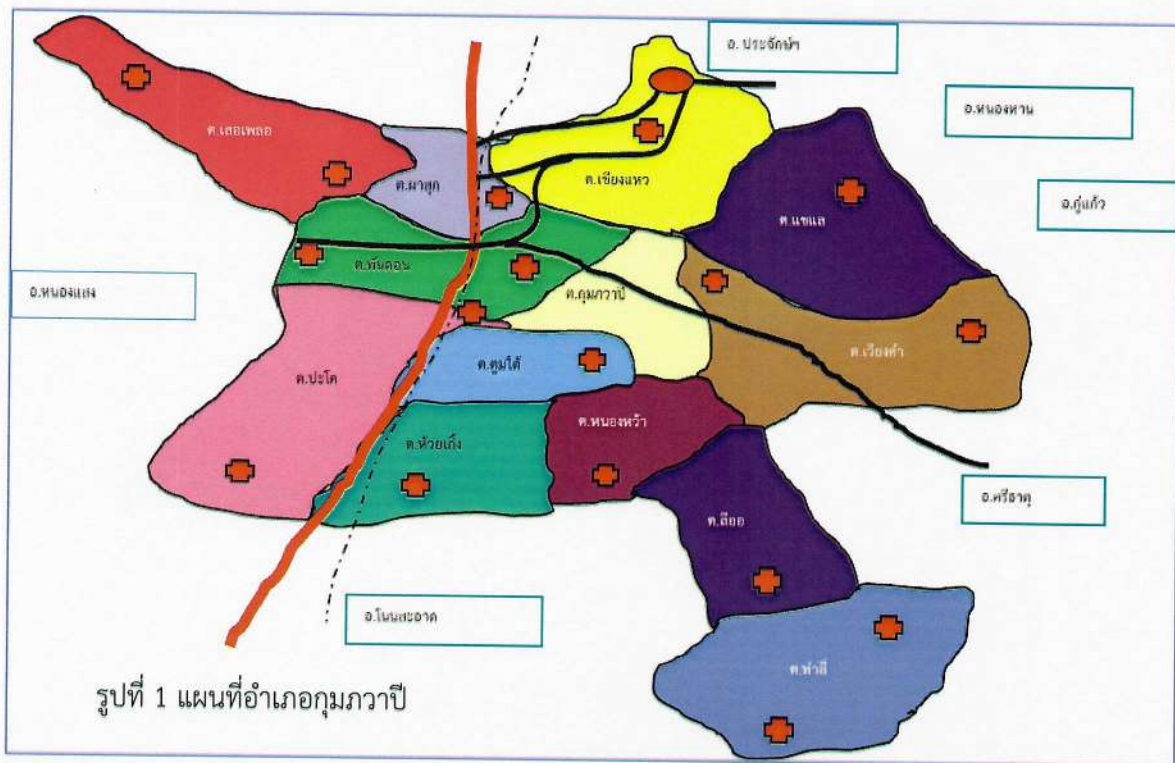 อ. ประจักษ์ฯ
อ.หนองหาน
ต.เสอเพลอ
ต.ผาสุก
ต.เชียงแหว
อ.กู่แก้ว
ต.แชแล
ต.พันดอน
อ.หนองแสง
ต.กุมภวาปี
ต.เวียงคำ
ต.ปะโค
ต.ตูมใต้
ต.ห้วยเกิ้ง
ต.หนองหว้า
อ.ศรีธาตุ
ต.สีออ
อ.โนนสะอาด
ต.ท่าลี่
รูปที่ 1 แผนที่อำเภอกุมภวาปี